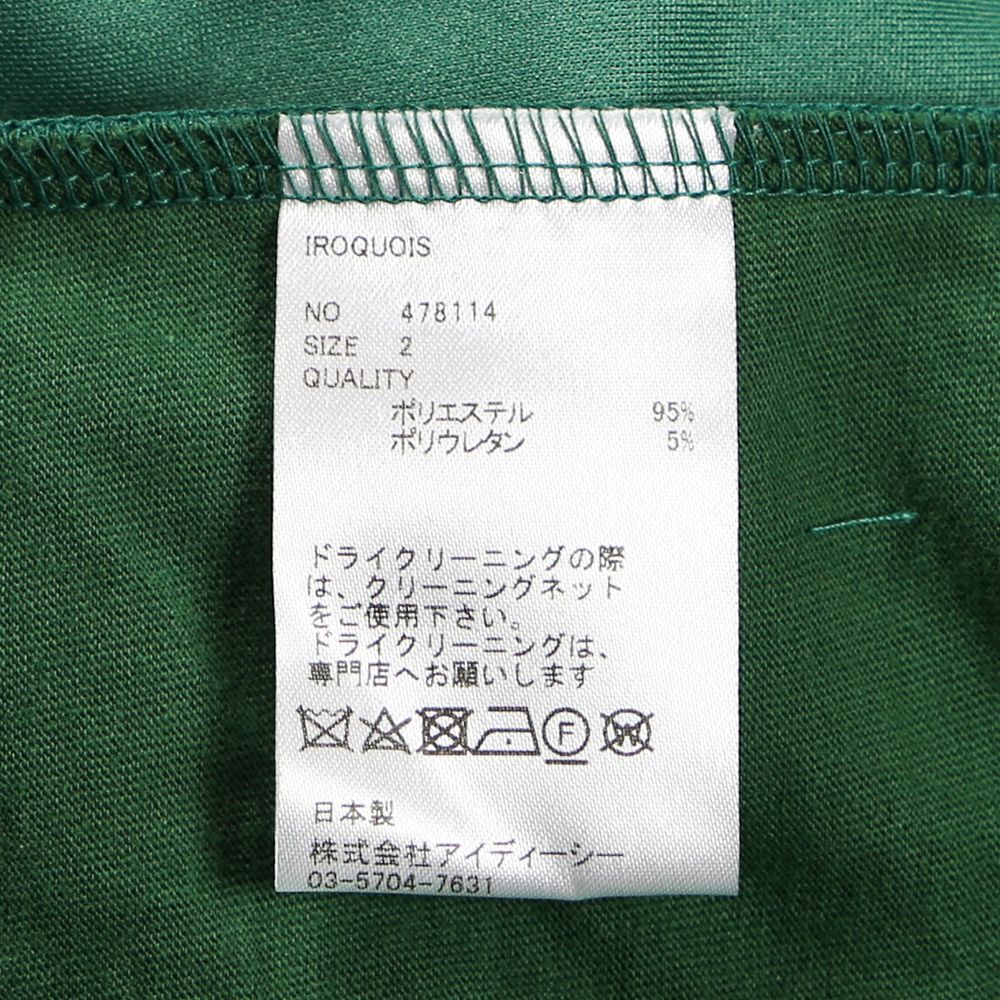 IROQUOIS
NO 478114
SIZE 2
QUALITY
ポリエステル 95%
ポリウレタン 5%
ドライクリーニングの際
は、クリーニングネット
をご使用下さい。
ドライクリーニングは、
専門店へお願いします
F W
日本製
株式会社アイディーシー
03-5704-7631